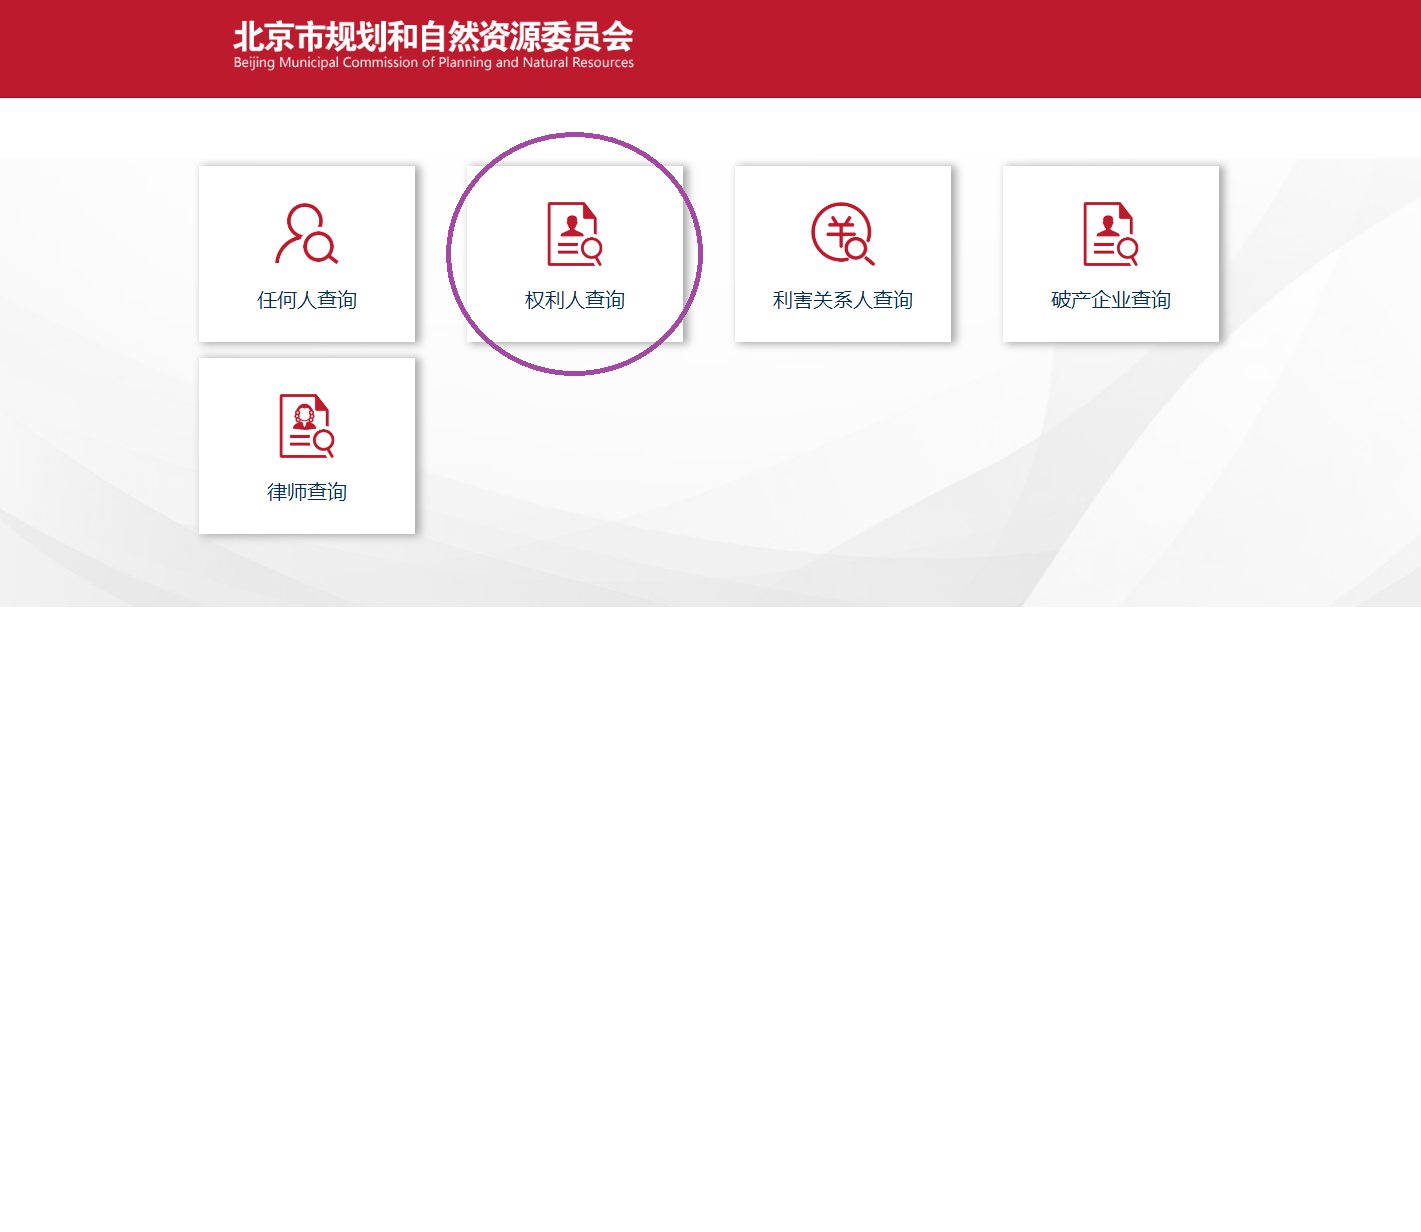 北京市规划和自然资源委员会
Beijing Municipal Commission of Planning and Natural Resources
任何人查询
权利人查询
利害关系人查询
破产企业查询
律师查询